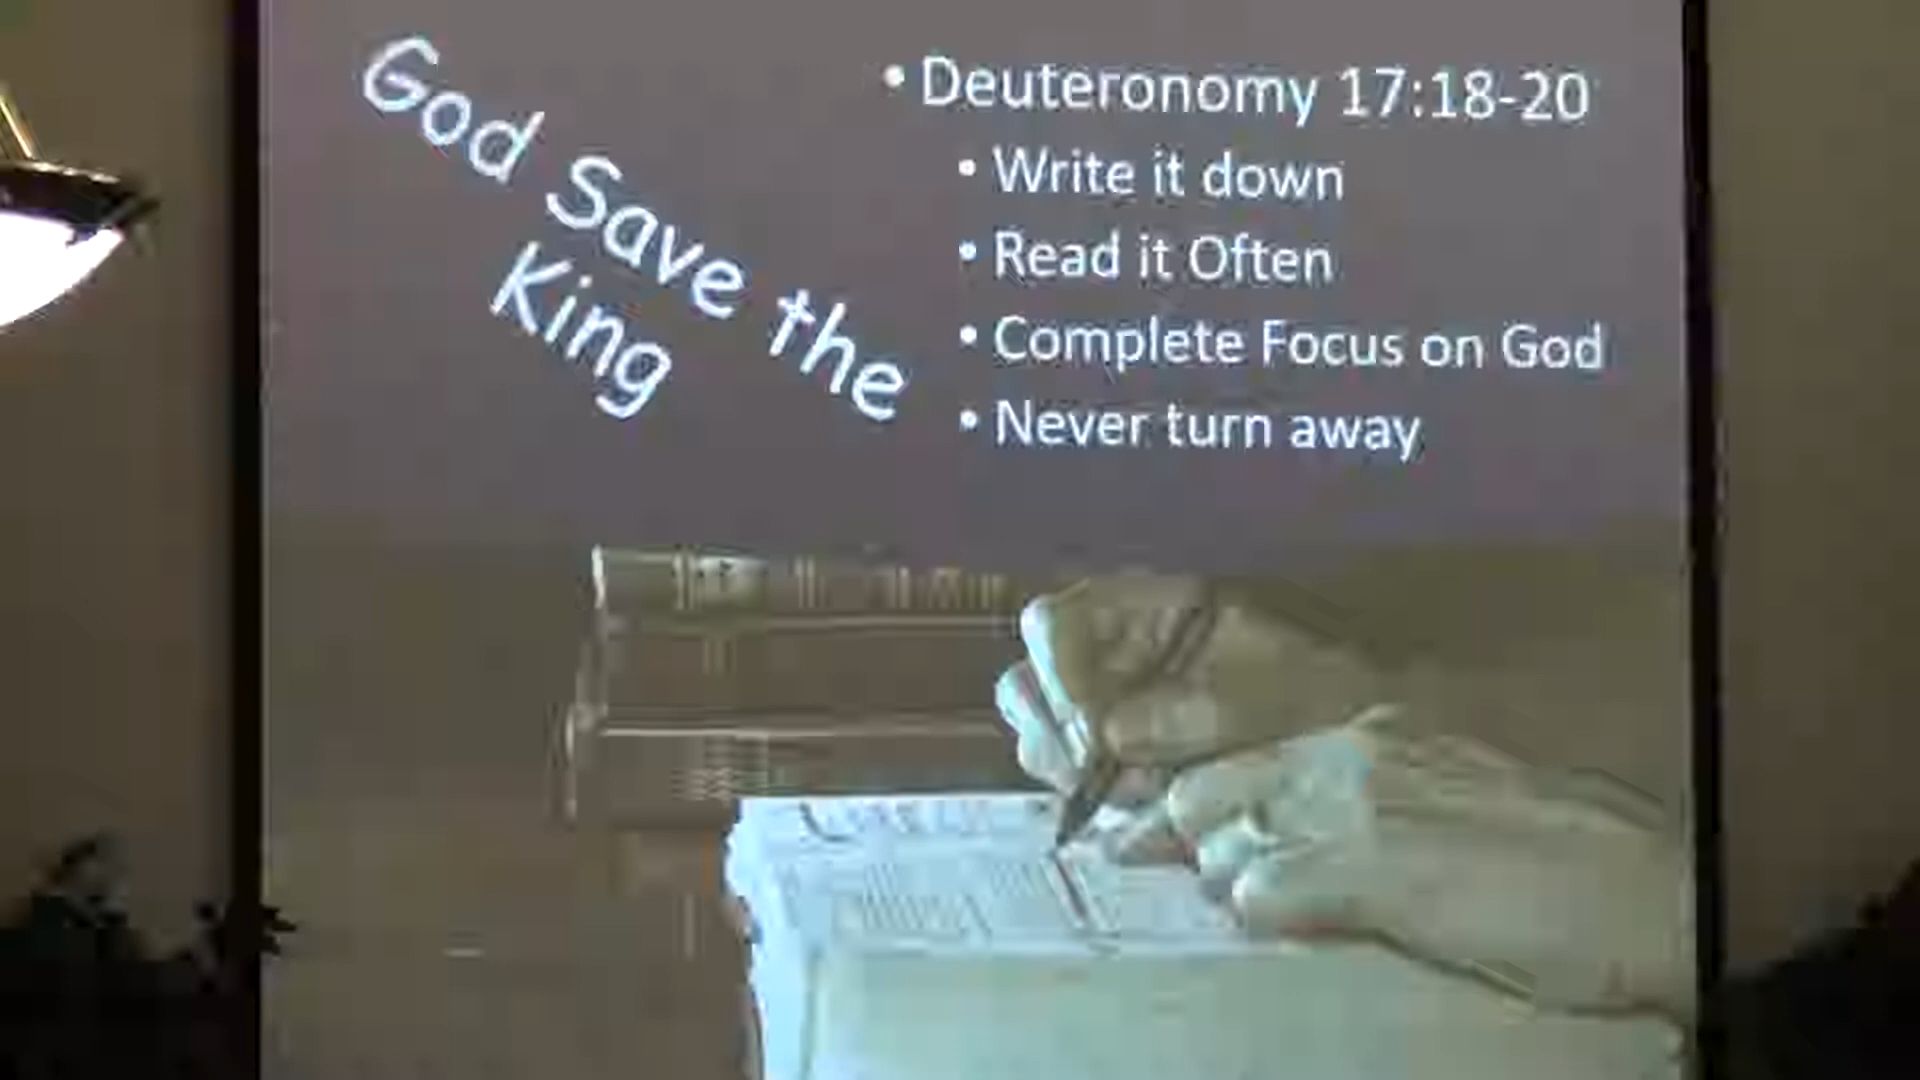 God Save the
King
• Deuteronomy 17:18-20
• Write it down
• Read it Often
• Complete Focus on God
• Never turn away